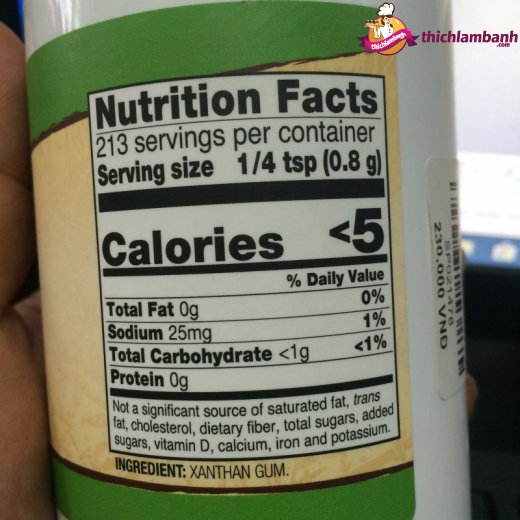 thichlambanh
.com
thichlambanh
Nutrition Facts
213 servings per container
Serving size 1/4 tsp (0.8 g)
Calories <5
% Daily Value
Total Fat 0g 0%
Sodium 25mg 1%
Total Carbohydrate <1g <1%
Protein 0g
Not a significant source of saturated fat, trans
fat, cholesterol, dietary fiber, total sugars, added
sugars, vitamin D, calcium, iron and potassium.
INGREDIENT: XANTHAN GUM.
SP021478
230,000 VND